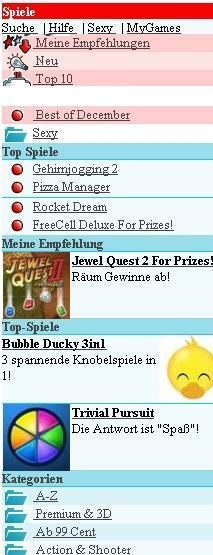 Spiele
Suche | Hilfe | Sexy | MyGames
Meine Empfehlungen
Neu
Top 10
Best of December
Sexy
Top Spiele
Gehirnjogging 2
Pizza Manager
Rocket Dream
FreeCell Deluxe For Prizes!
Meine Empfehlung
JEWEL QUEST II
Jewel Quest 2 For Prizes!
Räum Gewinne ab!
Top-Spiele
Bubble Ducky 3in1
3 spannende Knobelspiele in
1!
Trivial Pursuit
Die Antwort ist "Spaß"!
Kategorien
A-Z
Premium & 3D
Ab 99 Cent
Action & Shooter